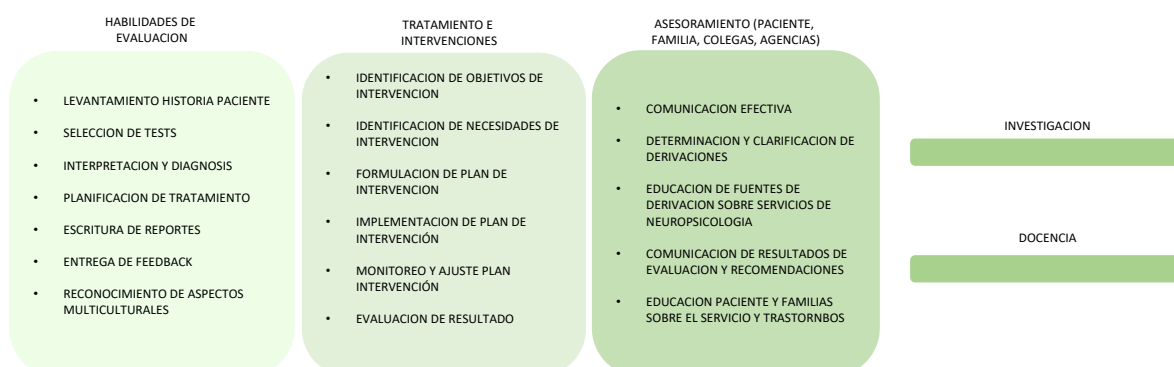 HABILIDADES DE
EVALUACION
• LEVANTAMIENTO HISTORIA PACIENTE
• SELECCION DE TESTS
• INTERPRETACION Y DIAGNOSIS
• PLANIFICACION DE TRATAMIENTO
• ESCRITURA DE REPORTES
• ENTREGA DE FEEDBACK
• RECONOCIMIENTO DE ASPECTOS
MULTICULTURALES
TRATAMIENTO E
INTERVENCIONES
• IDENTIFICACION DE OBJETIVOS DE
INTERVENCION
• IDENTIFICACION DE NECESIDADES DE
INTERVENCION
• FORMULACION DE PLAN DE
INTERVENCION
• IMPLEMENTACION DE PLAN DE
INTERVENCIÓN
• MONITOREO Y AJUSTE PLAN
INTERVENCIÓN
• EVALUACION DE RESULTADO
ASESORAMIENTO (PACIENTE,
FAMILIA, COLEGAS, AGENCIAS)
• COMUNICACION EFECTIVA
• DETERMINACION Y CLARIFICACION DE
DERIVACIONES
• EDUCACION DE FUENTES DE
DERIVACION SOBRE SERVICIOS DE
NEUROPSICOLOGIA
• COMUNICACION DE RESULTADOS DE
EVALUACION Y RECOMENDACIONES
• EDUCACION PACIENTE Y FAMILIAS
SOBRE EL SERVICIO Y TRASTORNBOS
INVESTIGACION
DOCENCIA